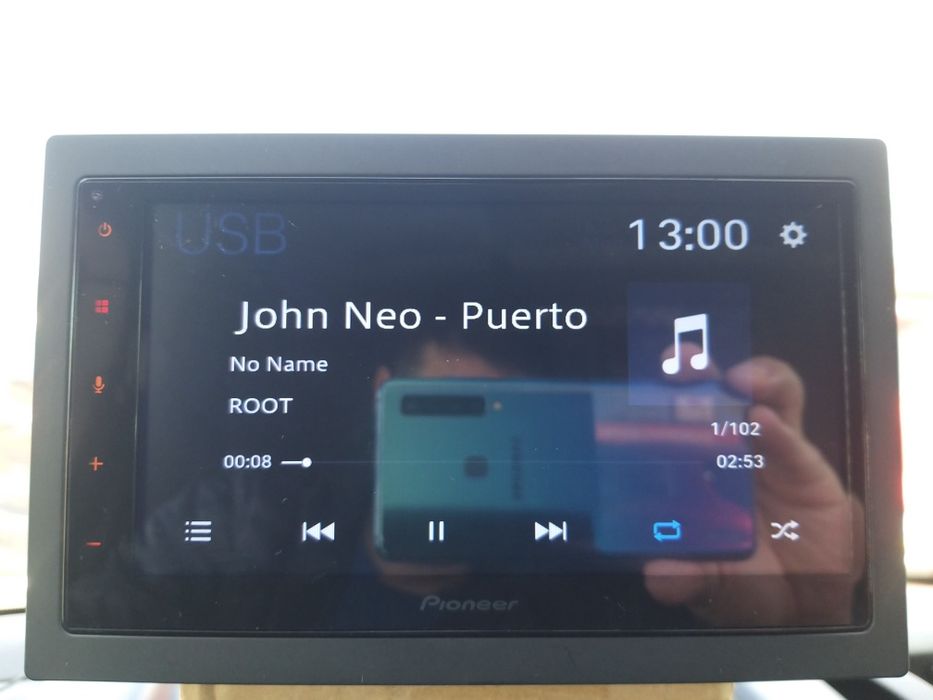 USB
13:00
John Neo - Puerto
No Name
ROOT
1/102
00:08
02:53
Pioneer